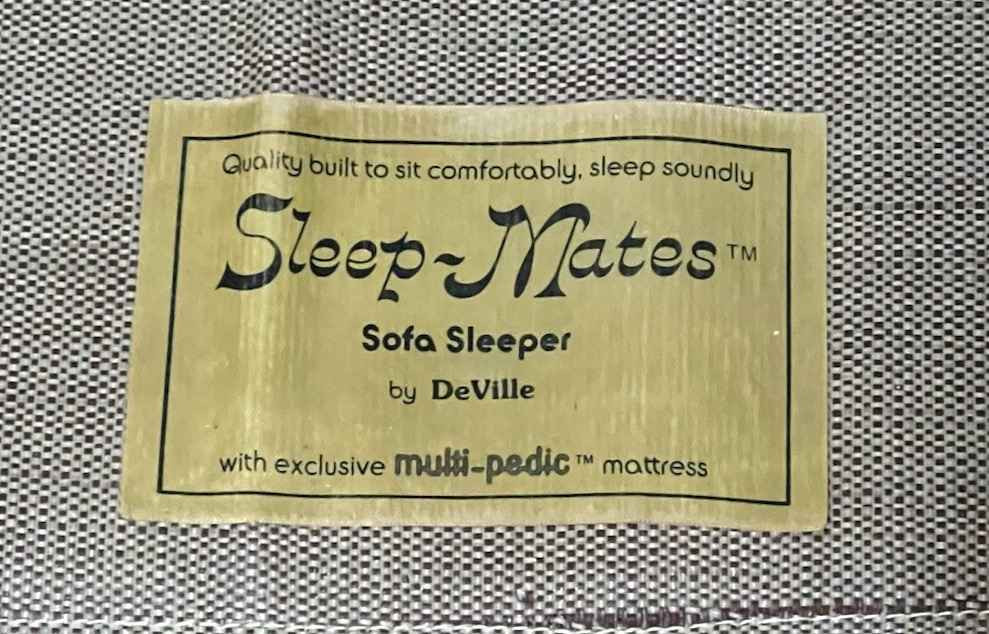 Quality built to sit comfortably, sleep soundly
Sleep-Mates™
Sofa Sleeper
by DeVille
with exclusive multi-pedic™ mattress